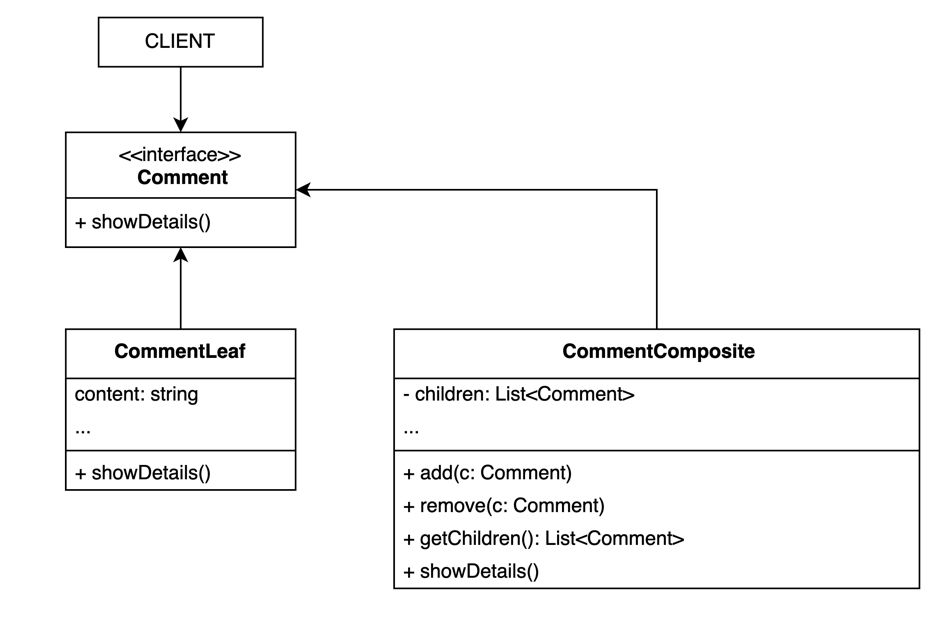 CLIENT
<<interface>>
Comment
+ showDetails()
CommentLeaf
content: string
...
+ showDetails()
CommentComposite
- children: List<Comment>
...
+ add(c: Comment)
+ remove(c: Comment)
+ getChildren(): List<Comment>
+ showDetails()